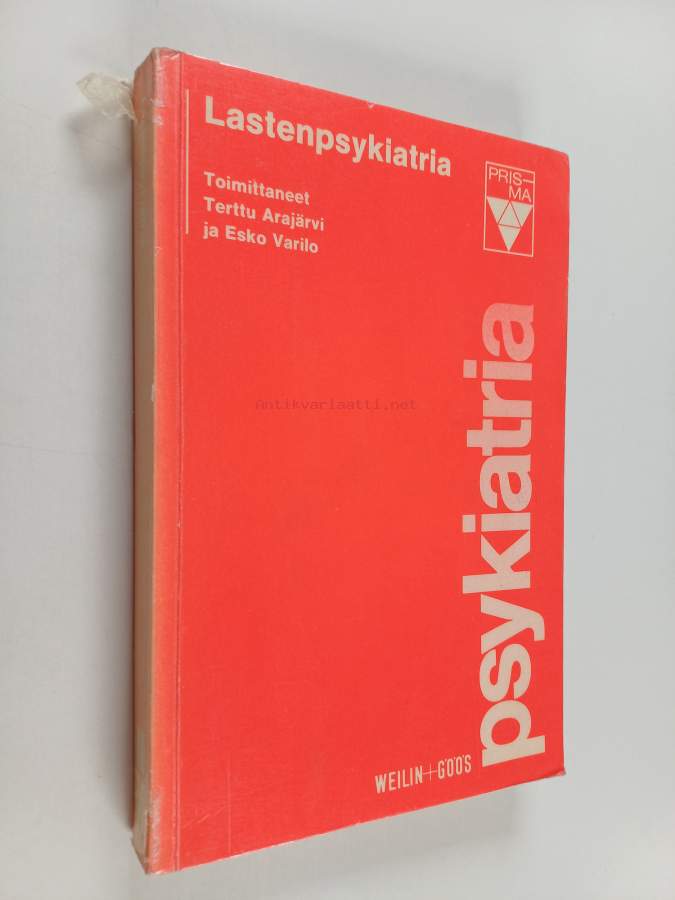 Lastenpsykiatria
Toimittaneet
Terttu Arajärvi
ja Esko Varilo
PRIS–
MA
Antikvariaatti.net
psykiatria
WEILIN+GÖÖS